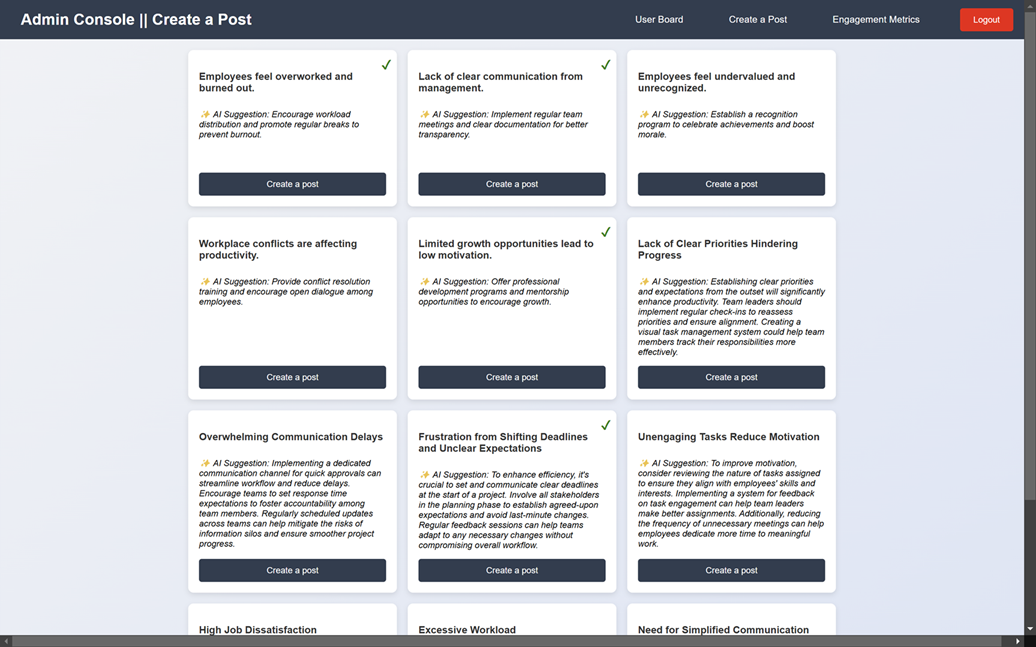 Admin Console || Create a Post
User Board
Create a Post
Engagement Metrics
Logout
Employees feel overworked and
burned out.
✨ AI Suggestion: Encourage workload
distribution and promote regular breaks to
prevent burnout.
Create a post
Lack of clear communication from
management.
✨ AI Suggestion: Implement regular team
meetings and clear documentation for better
transparency.
Create a post
Employees feel undervalued and
unrecognized.
✨ AI Suggestion: Establish a recognition
program to celebrate achievements and boost
morale.
Create a post
Workplace conflicts are affecting
productivity.
✨ AI Suggestion: Provide conflict resolution
training and encourage open dialogue among
employees.
Create a post
Limited growth opportunities lead to
low motivation.
✨ AI Suggestion: Offer professional
development programs and mentorship
opportunities to encourage growth.
Create a post
Lack of Clear Priorities Hindering
Progress
✨ AI Suggestion: Establishing clear priorities
and expectations from the outset will significantly
enhance productivity. Team leaders should
implement regular check-ins to reassess
priorities and ensure alignment. Creating a
visual task management system could help team
members track their responsibilities more
effectively.
Create a post
Overwhelming Communication Delays
✨ AI Suggestion: Implementing a dedicated
communication channel for quick approvals can
streamline workflow and reduce delays.
Encourage teams to set response time
expectations to foster accountability among
team members. Regularly scheduled updates
across teams can help mitigate the risks of
information silos and ensure smoother project
progress.
Create a post
Frustration from Shifting Deadlines
and Unclear Expectations
✨ AI Suggestion: To enhance efficiency, it's
crucial to set and communicate clear deadlines
at the start of a project. Involve all stakeholders
in the planning phase to establish agreed-upon
expectations and avoid last-minute changes.
Regular feedback sessions can help teams
adapt to any necessary changes without
compromising overall workflow.
Create a post
Unengaging Tasks Reduce Motivation
✨ AI Suggestion: To improve motivation,
consider reviewing the nature of tasks assigned
to ensure they align with employees' skills and
interests. Implementing a system for feedback
on task engagement can help team leaders
make better assignments. Additionally, reducing
the frequency of unnecessary meetings can help
employees dedicate more time to meaningful
work.
Create a post
High Job Dissatisfaction
Excessive Workload
Need for Simplified Communication